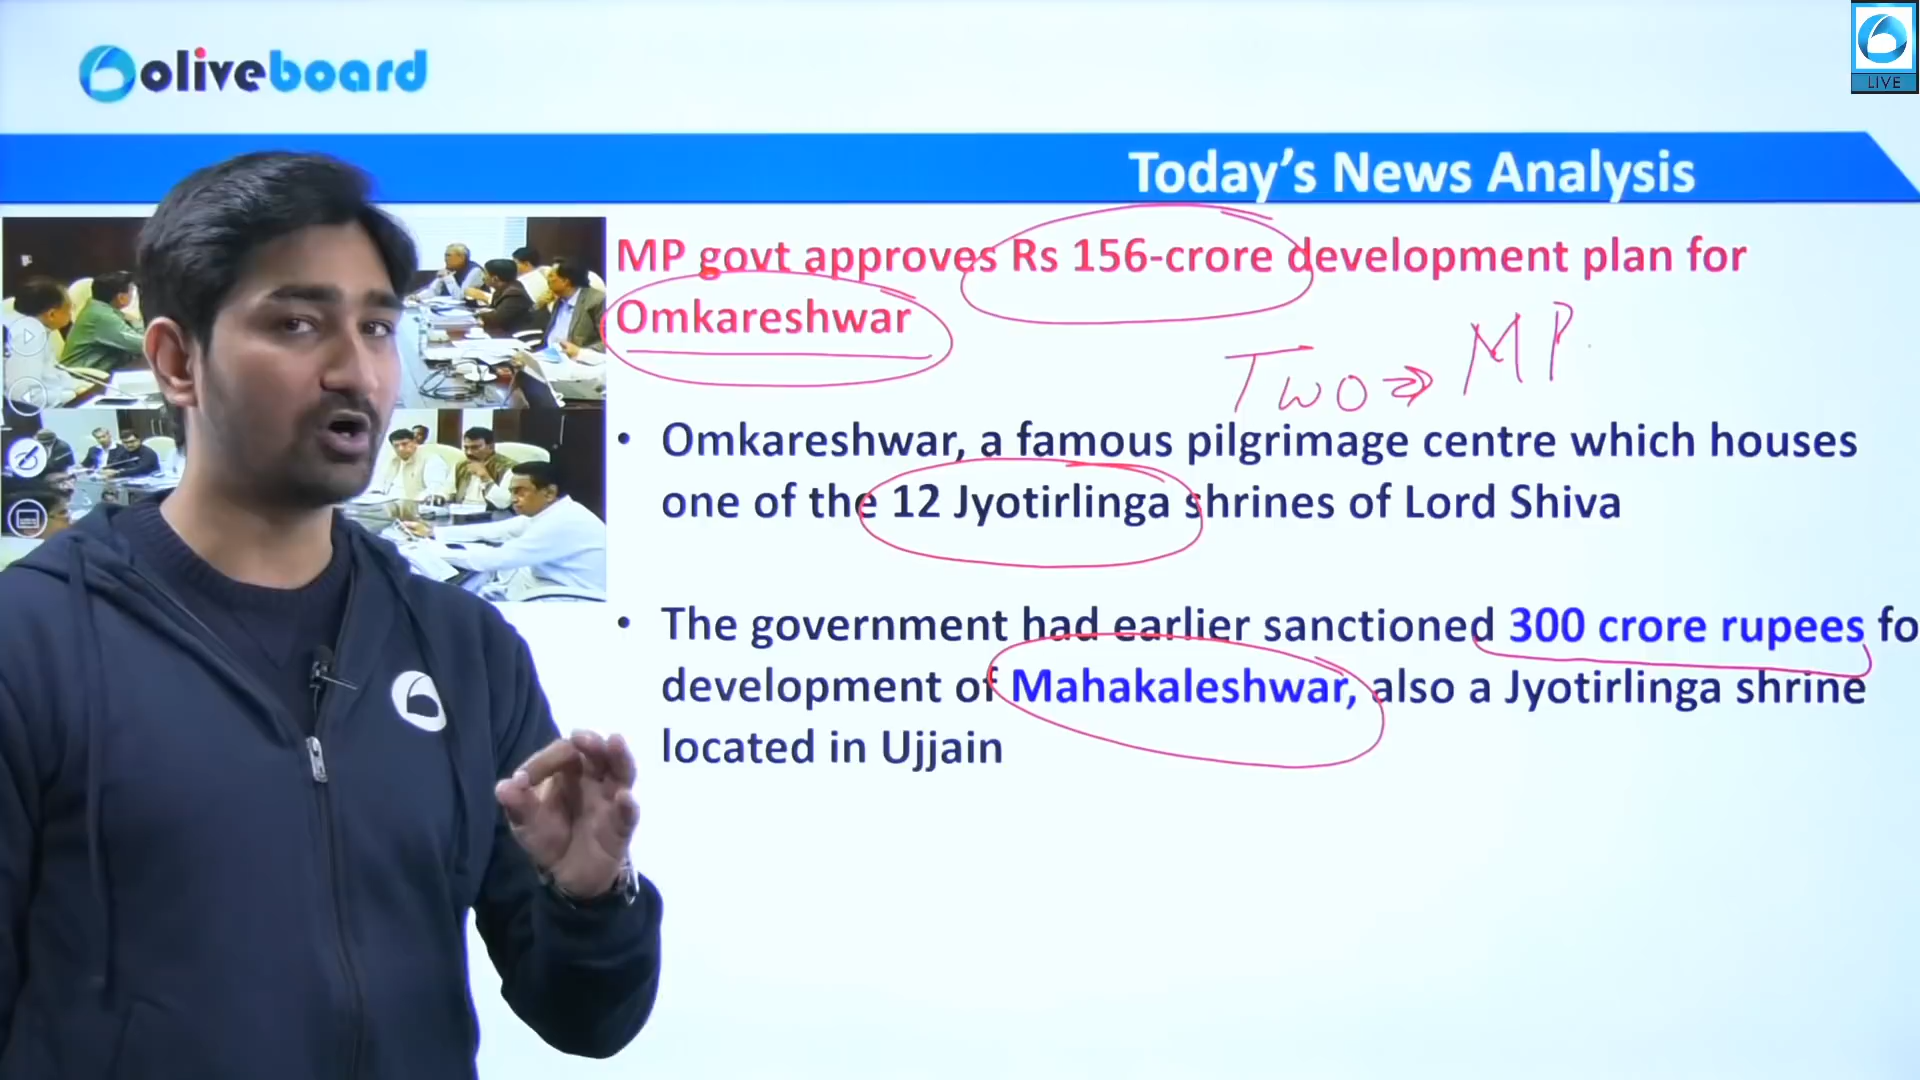 oliveboard
LIVE
Today's News Analysis
MP govt approves Rs 156-crore development plan for
Omkareshwar
Two ⇒ MP
• Omkareshwar, a famous pilgrimage centre which houses
one of the 12 Jyotirlinga shrines of Lord Shiva
• The government had earlier sanctioned 300 crore rupees fo
development of Mahakaleshwar, also a Jyotirlinga shrine
located in Ujjain